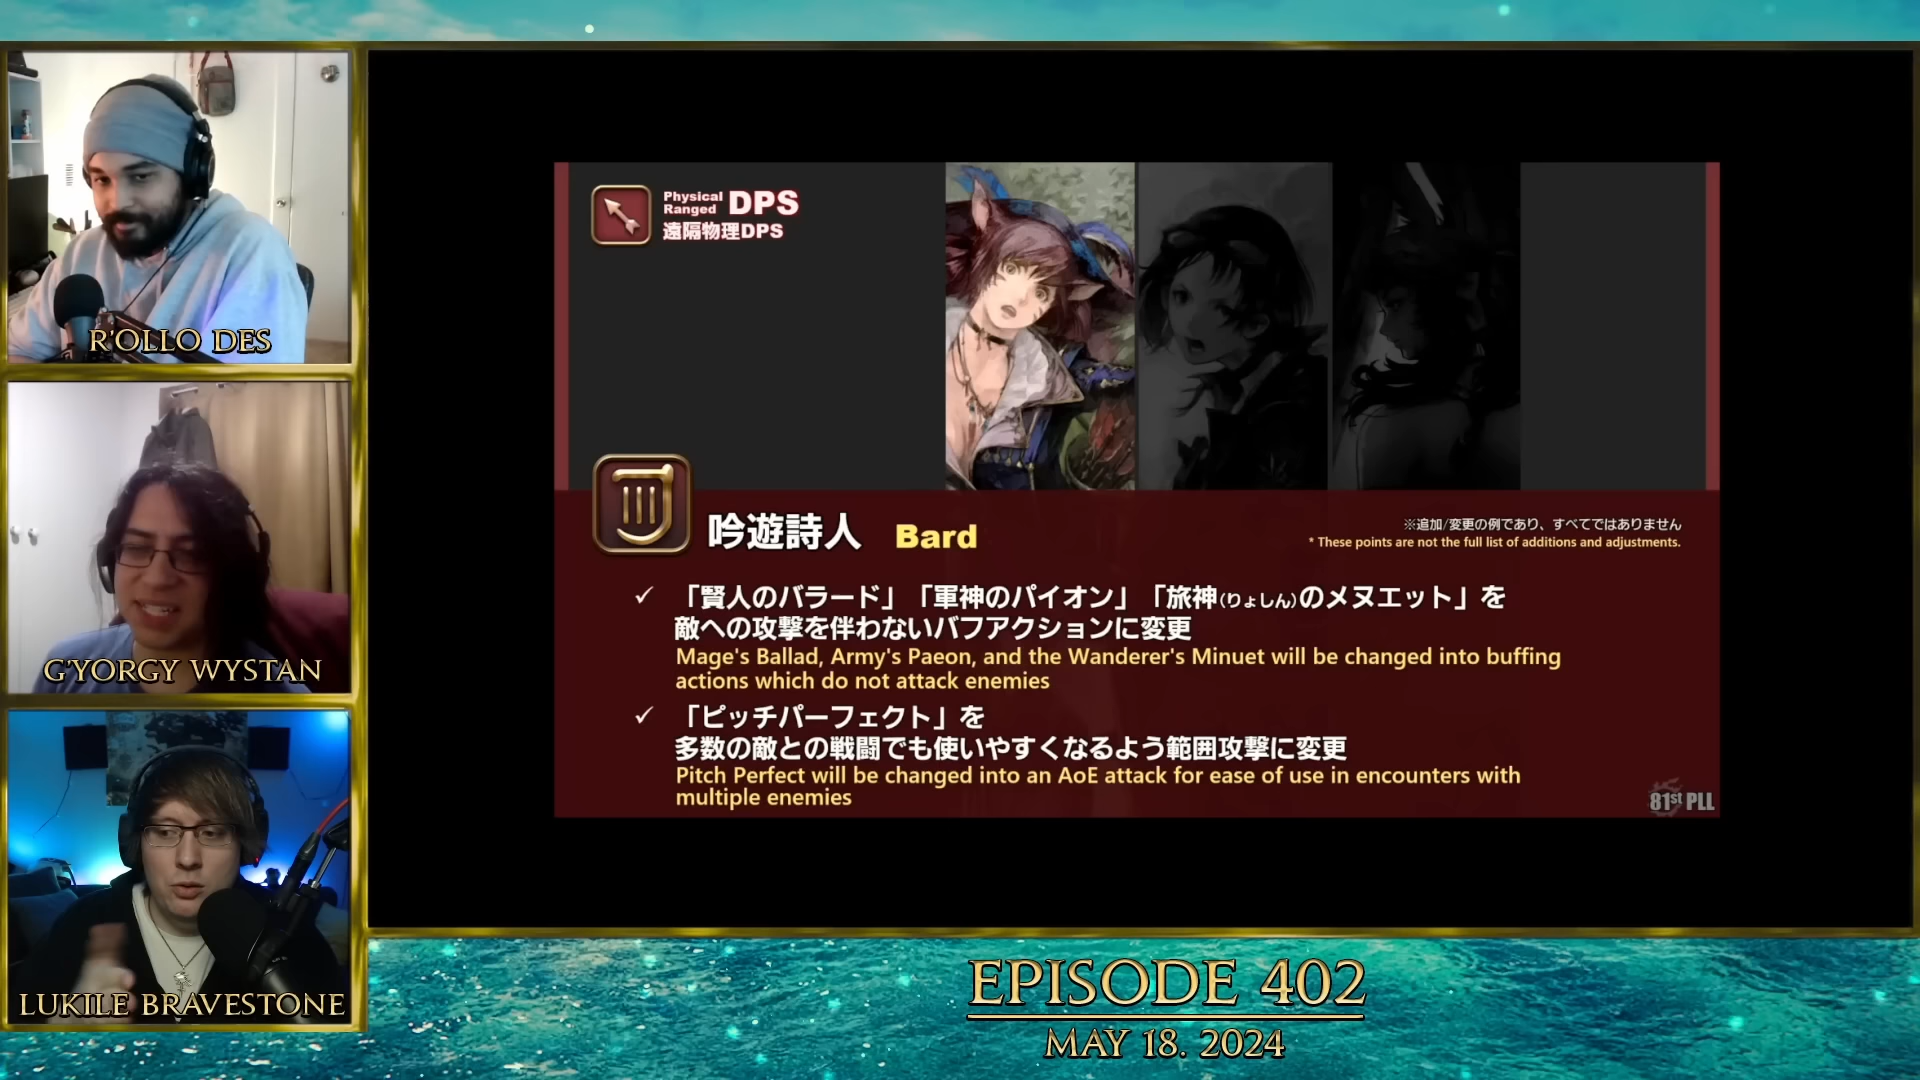 R'OLLO DES
G'YORGY WYSTAN
LUKILE BRAVESTONE
Physical
Ranged DPS
遠隔物理DPS
吟遊詩人 Bard
※追加/変更の例であり、すべてではありません
* These points are not the full list of additions and adjustments.
✓ 「賢人のバラード」「軍神のパイオン」「旅神(りょしん)のメヌエット」を
敵への攻撃を伴わないバフアクションに変更
Mage's Ballad, Army's Paeon, and the Wanderer's Minuet will be changed into buffing
actions which do not attack enemies
✓ 「ピッチパーフェクト」を
多数の敵との戦闘でも使いやすくなるよう範囲攻撃に変更
Pitch Perfect will be changed into an AoE attack for ease of use in encounters with
multiple enemies
81st PLL
EPISODE 402
MAY 18. 2024